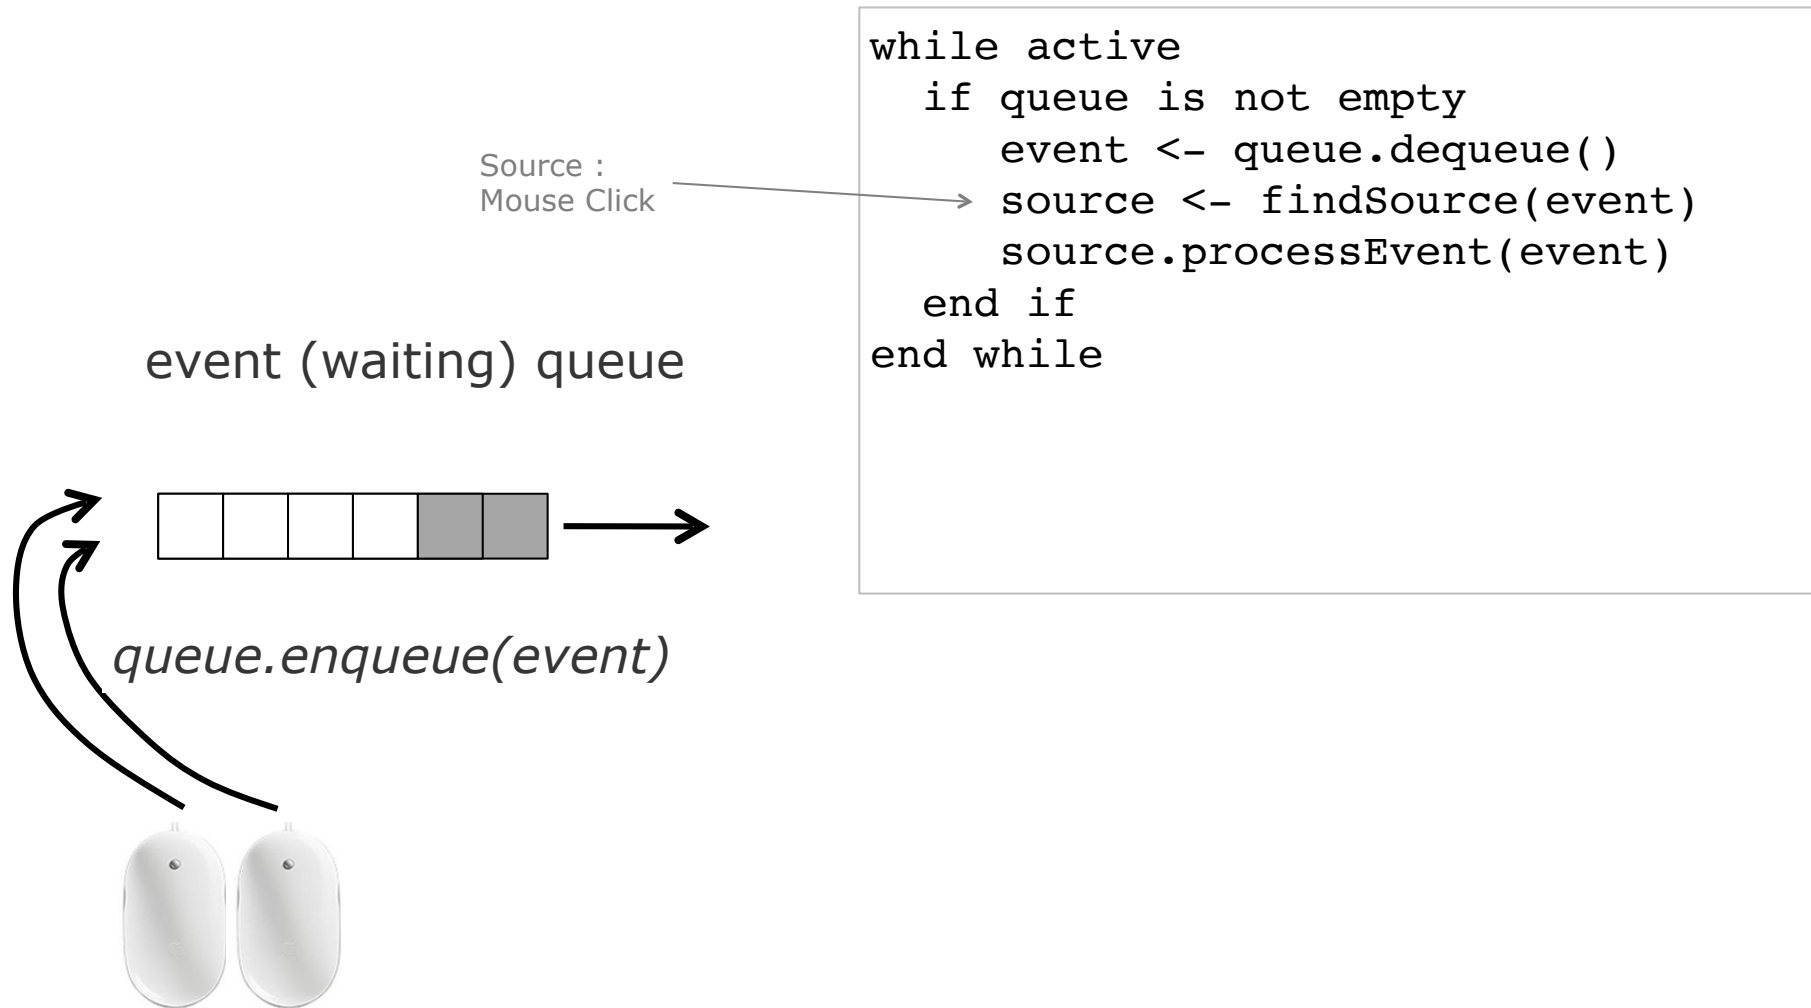 while active
if queue is not empty
event <- queue.dequeue()
source <- findSource(event)
source.processEvent(event)
end if
end while
Source :
Mouse Click
event (waiting) queue
queue.enqueue(event)